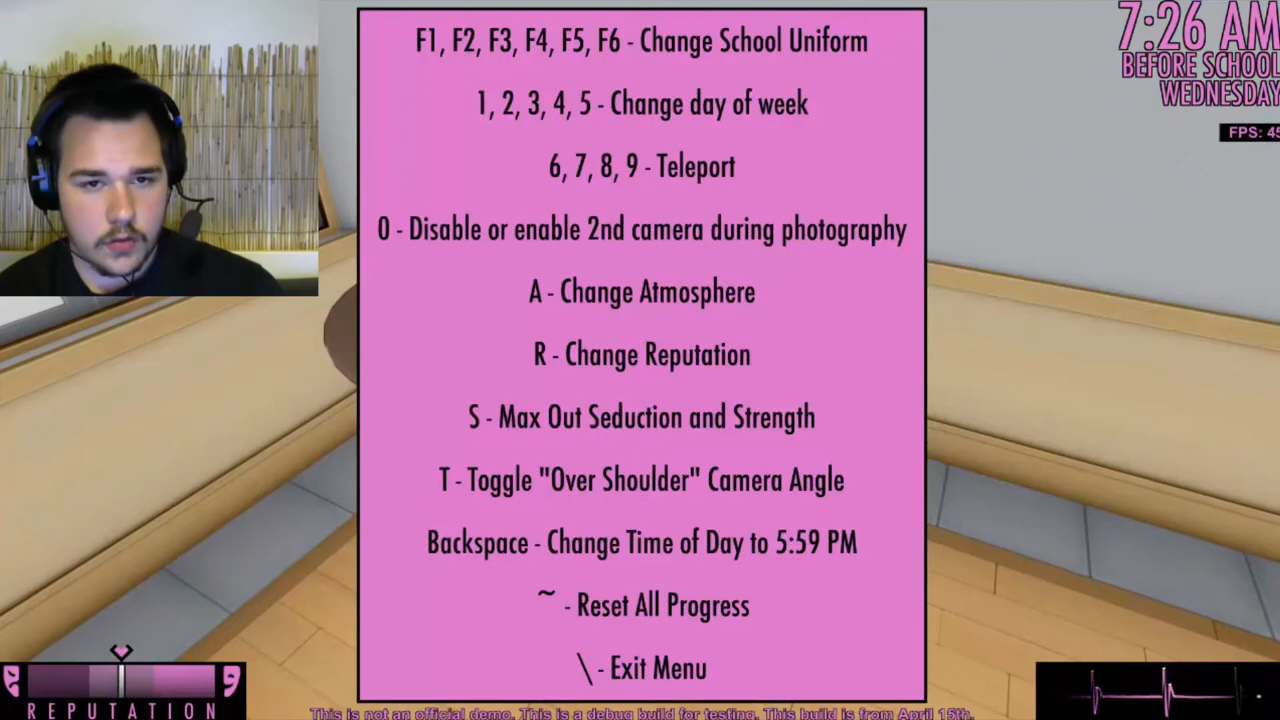 F1, F2, F3, F4, F5, F6 - Change School Uniform
1, 2, 3, 4, 5 - Change day of week
6, 7, 8, 9 - Teleport
0 - Disable or enable 2nd camera during photography
A - Change Atmosphere
R - Change Reputation
S - Max Out Seduction and Strength
T - Toggle "Over Shoulder" Camera Angle
Backspace - Change Time of Day to 5:59 PM
~ - Reset All Progress
\ - Exit Menu
7:26 AM
BEFORE SCHOOL
WEDNESDAY
FPS: 45
REPUTATION
This is not an official demo. This is a debug build for testing. This build is from April 15th.